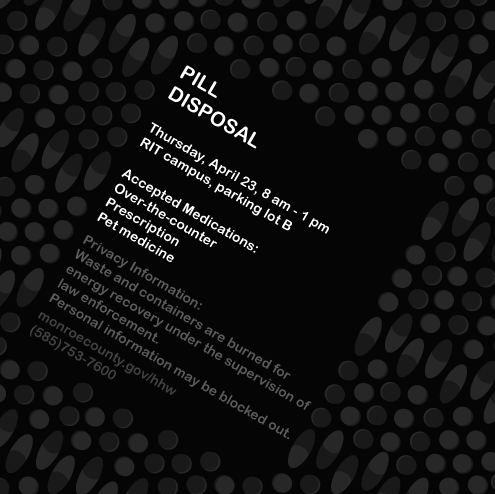 PILL
DISPOSAL
Thursday, April 23, 8 am - 1 pm
RIT campus, parking lot B
Accepted Medications:
Over-the-counter
Prescription
Pet medicine
Privacy Information:
Waste and containers are burned for
energy recovery under the supervision of
law enforcement.
Personal information may be blocked out.
monroecounty.gov/hhw
(585)753-7600